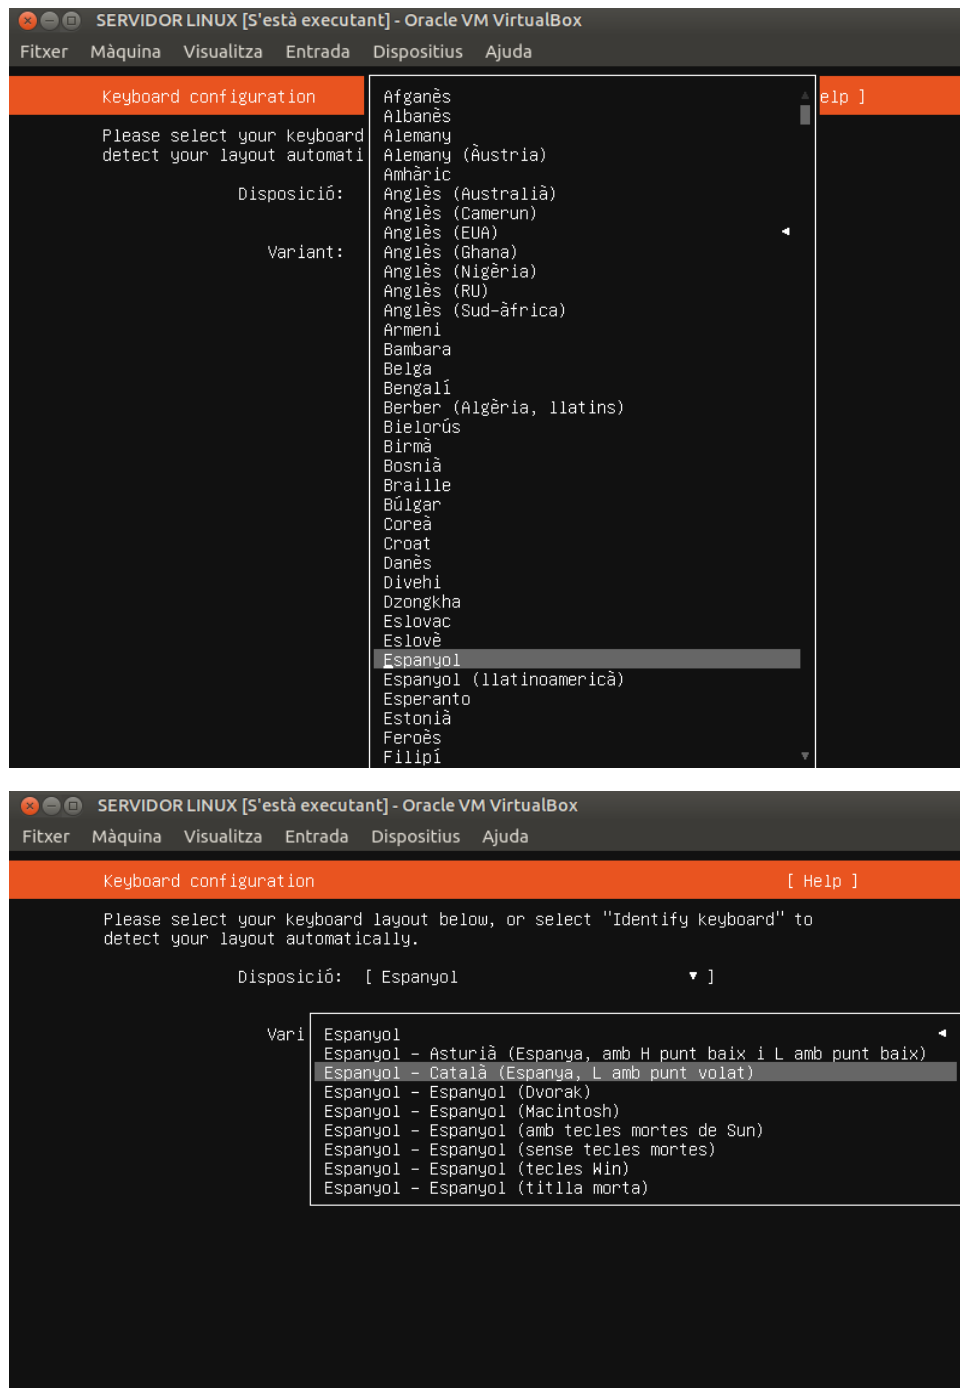 SERVIDOR LINUX [S'està executant] - Oracle VM VirtualBox
Fitxer Màquina Visualitza Entrada Dispositius Ajuda
Keyboard configuration
elp ]
Please select your keyboard
detect your layout automati
Disposició:
Variant:
Afganès
Albanès
Alemany
Alemany (Àustria)
Amhàric
Anglès (Australià)
Anglès (Camerun)
Anglès (EUA)
Anglès (Ghana)
Anglès (Nigèria)
Anglès (RU)
Anglès (Sud-àfrica)
Armeni
Bambara
Belga
Bengalí
Berber (Algèria, llatins)
Bielorús
Birmà
Bosnià
Braille
Búlgar
Coreà
Croat
Danès
Divehi
Dzongkha
Eslovac
Eslovè
Espanyol
Espanyol (llatinoamericà)
Esperanto
Estonià
Feroès
Filipí
SERVIDOR LINUX [S'està executant] - Oracle VM VirtualBox
Fitxer Màquina Visualitza Entrada Dispositius Ajuda
Keyboard configuration [ Help ]
Please select your keyboard layout below, or select "Identify keyboard" to
detect your layout automatically.
Disposició: [ Espanyol ▾ ]
Vari
Espanyol
Espanyol - Asturià (Espanya, amb H punt baix i L amb punt baix)
Espanyol - Català (Espanya, L amb punt volat)
Espanyol - Espanyol (Dvorak)
Espanyol - Espanyol (Macintosh)
Espanyol - Espanyol (amb tecles mortes de Sun)
Espanyol - Espanyol (sense tecles mortes)
Espanyol - Espanyol (tecles Win)
Espanyol - Espanyol (titlla morta)